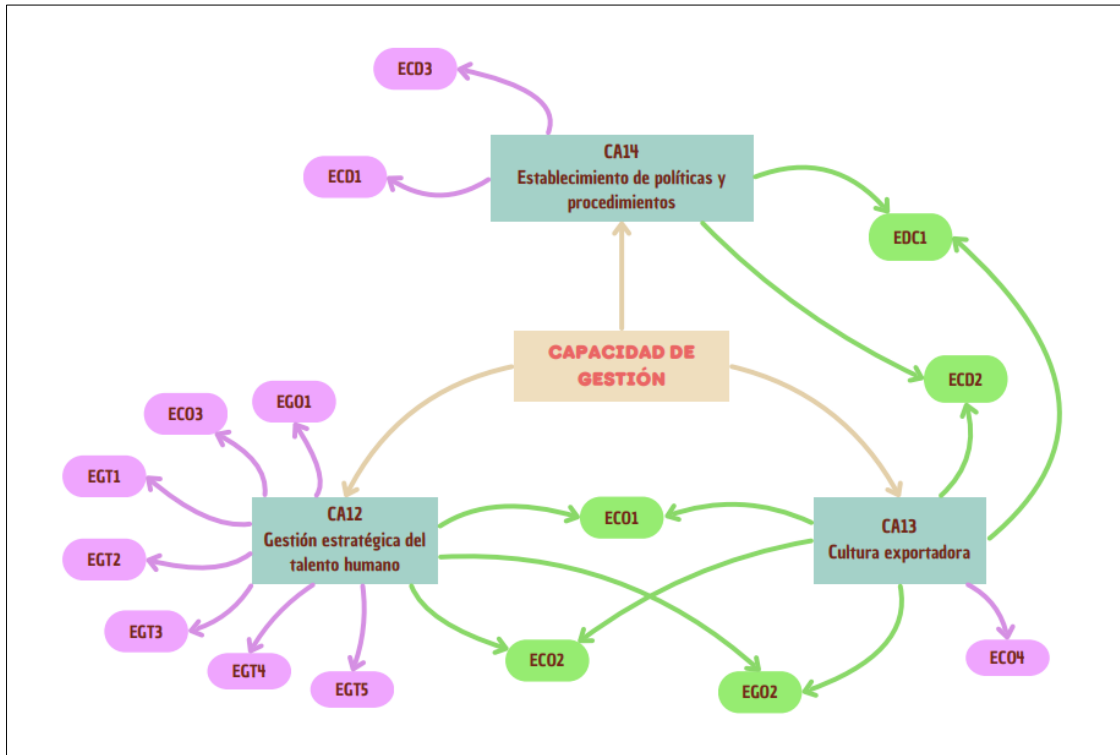 ECD3
CA14
Establecimiento de políticas y
procedimientos
ECD1
EDC1
CAPACIDAD DE
GESTIÓN
ECD2
EGO1
ECO3
EGT1
CA12
Gestión estratégica del
talento humano
ECO1
CA13
Cultura exportadora
EGT2
EGT3
EGT4
EGT5
ECO2
EGO2
ECO4